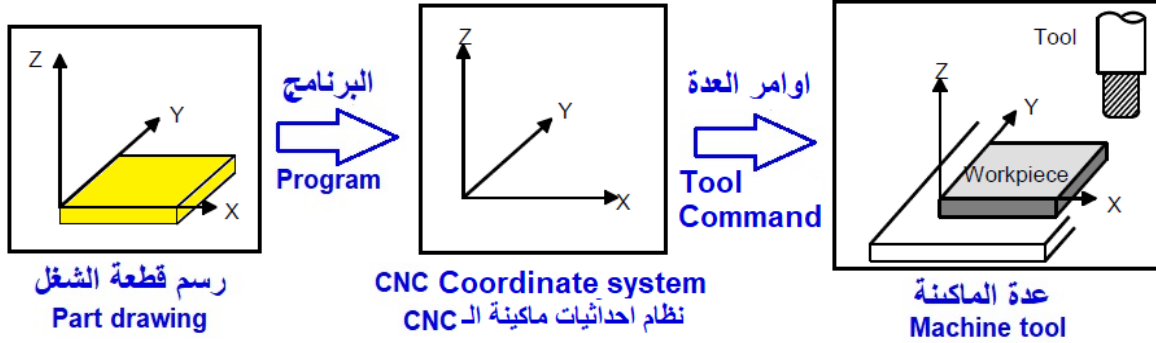 Z
Y
X
رسم قطعة الشغل
Part drawing
البرنامج
Program
Z
Y
X
CNC Coordinate system
نظام احداثيات ماكينة الـ CNC
اوامر العدة
Tool
Command
Tool
Z
Y
Workpiece
X
عدة الماكينة
Machine tool